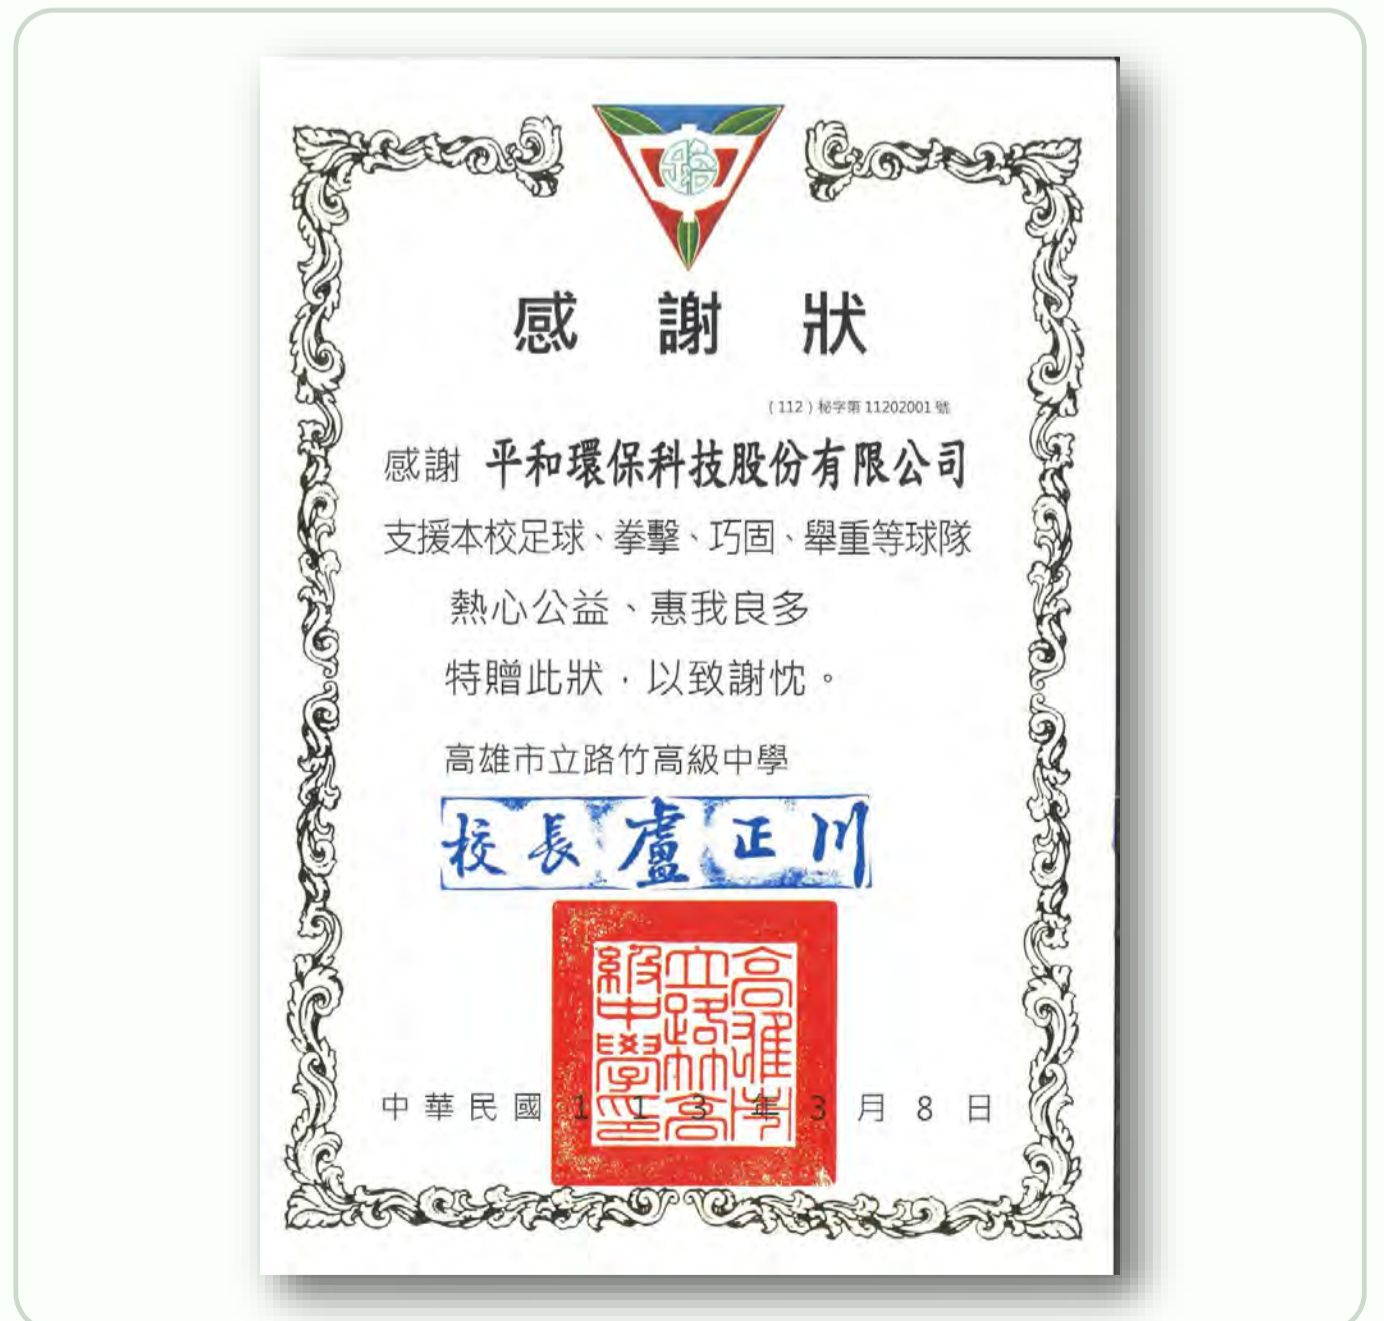 感謝狀
(112)秘字第 11202001 號
感謝 平和環保科技股份有限公司
支援本校足球、拳擊、巧固、舉重等球隊
熱心公益、惠我良多
特贈此狀，以致謝忱。
高雄市立路竹高級中學
校長盧正川
高雄市立路竹高級中學印
中華民國113年3月8日